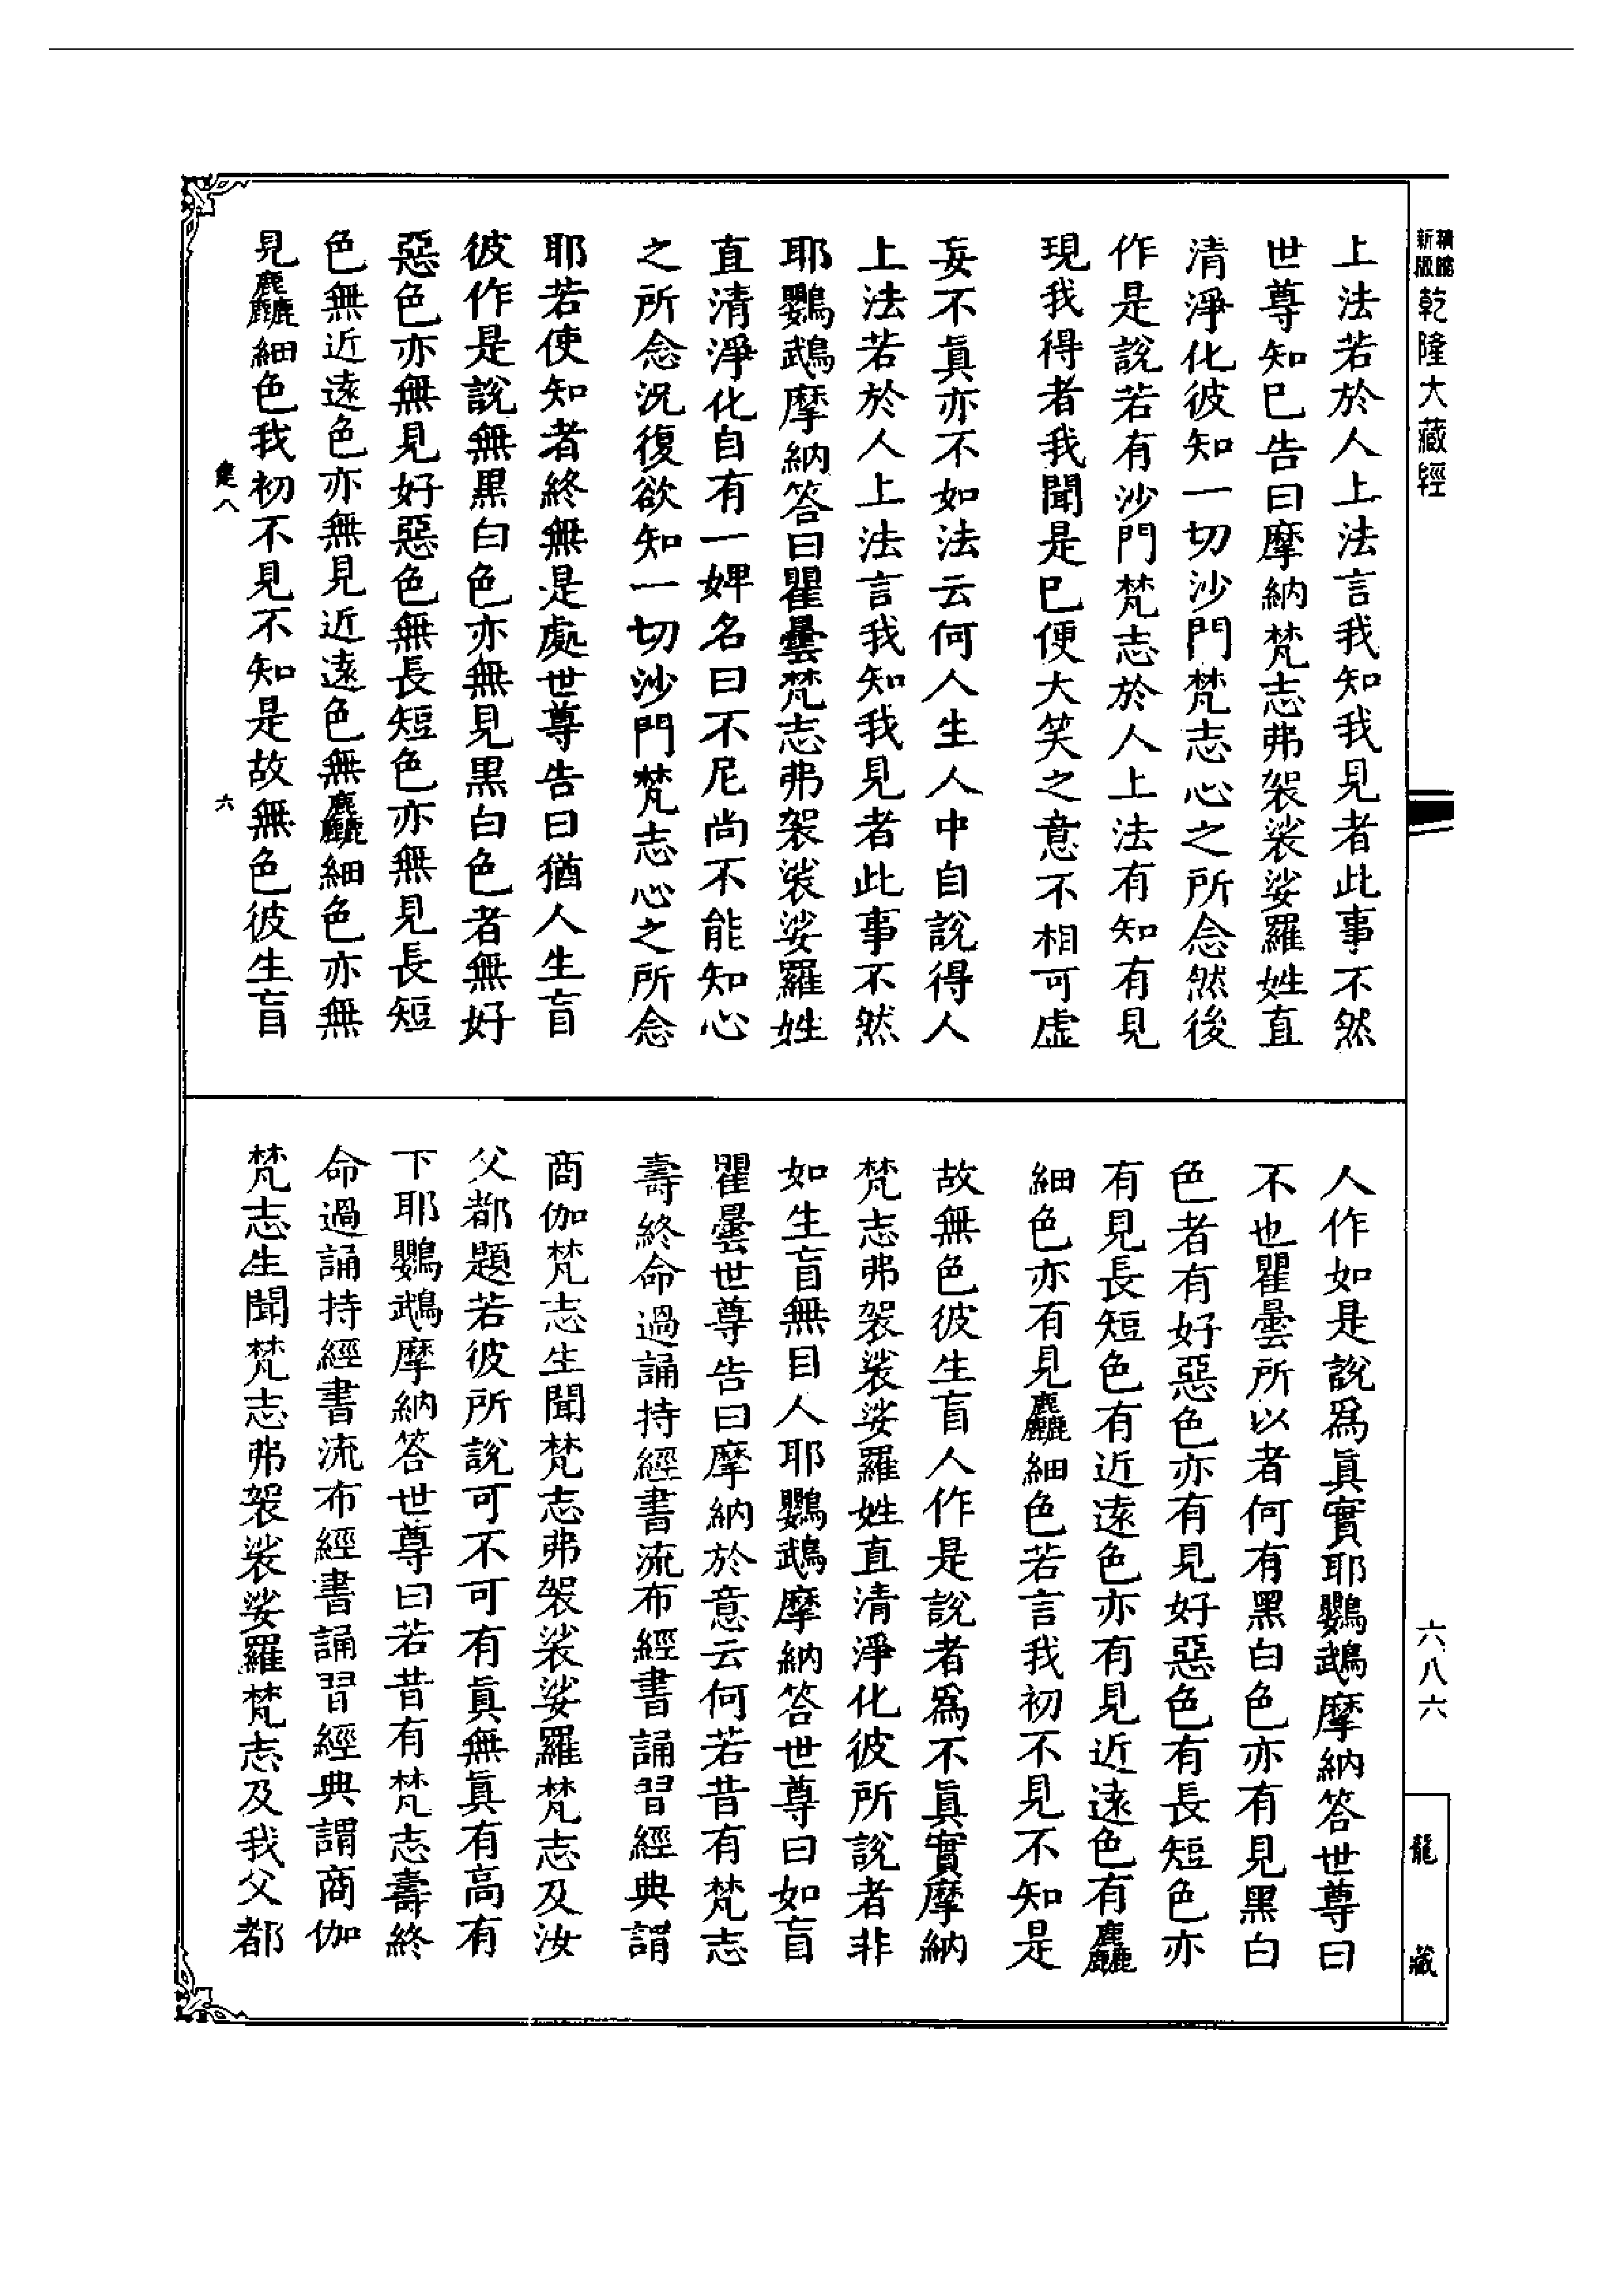 精龍
新版
乾隆大藏經
上法若於人上法言我知我見者此事不然
世尊知已告曰摩納梵志弗袈裟娑羅姓直
清淨化彼知一切沙門梵志心之所念然後
作是說若有沙門梵志於人上法有知有見
現我得者我聞是已便大笑之意不相可虛
妄不眞亦不如法云何人生人中自說得人
上法若於人上法言我知我見者此事不然
耶鸚鵡摩納答曰瞿曇梵志弗袈裟娑羅姓
直清淨化自有一婢名曰不尼尚不能知心
之所念況復欲知一切沙門梵志心之所念
耶若使知者終無是處世尊告曰猶人生盲
彼作是說無黑白色亦無見黑白色者無好
惡色亦無見好惡色無長短色亦無見長短
色無近遠色亦無見近遠色無麤細色亦無
見麤細色我初不見不知是故無色彼生盲
八
六
人作如是說爲眞實耶鸚鵡摩納答世尊曰
不也瞿曇所以者何有黑白色亦有見黑白
色者有好惡色亦有見好惡色有長短色亦
有見長短色有近遠色亦有見近遠色有麤
細色亦有見麤細色若言我初不見不知是
故無色彼生盲人作是說者爲不眞實摩納
梵志弗袈裟娑羅姓直清淨化彼所說者非
如生盲無目人耶鸚鵡摩納答世尊曰如盲
瞿曇世尊告曰摩納於意云何若昔有梵志
壽終命過誦持經書流布經書誦習經典謂
商伽梵志生聞梵志弗袈裟娑羅梵志及汝
父都題若彼所說可不可有眞無眞有高有
下耶鸚鵡摩納答世尊曰若昔有梵志壽終
命過誦持經書流布經書誦習經典謂商伽
梵志生聞梵志弗袈裟娑羅梵志及我父都
六八六
龍藏